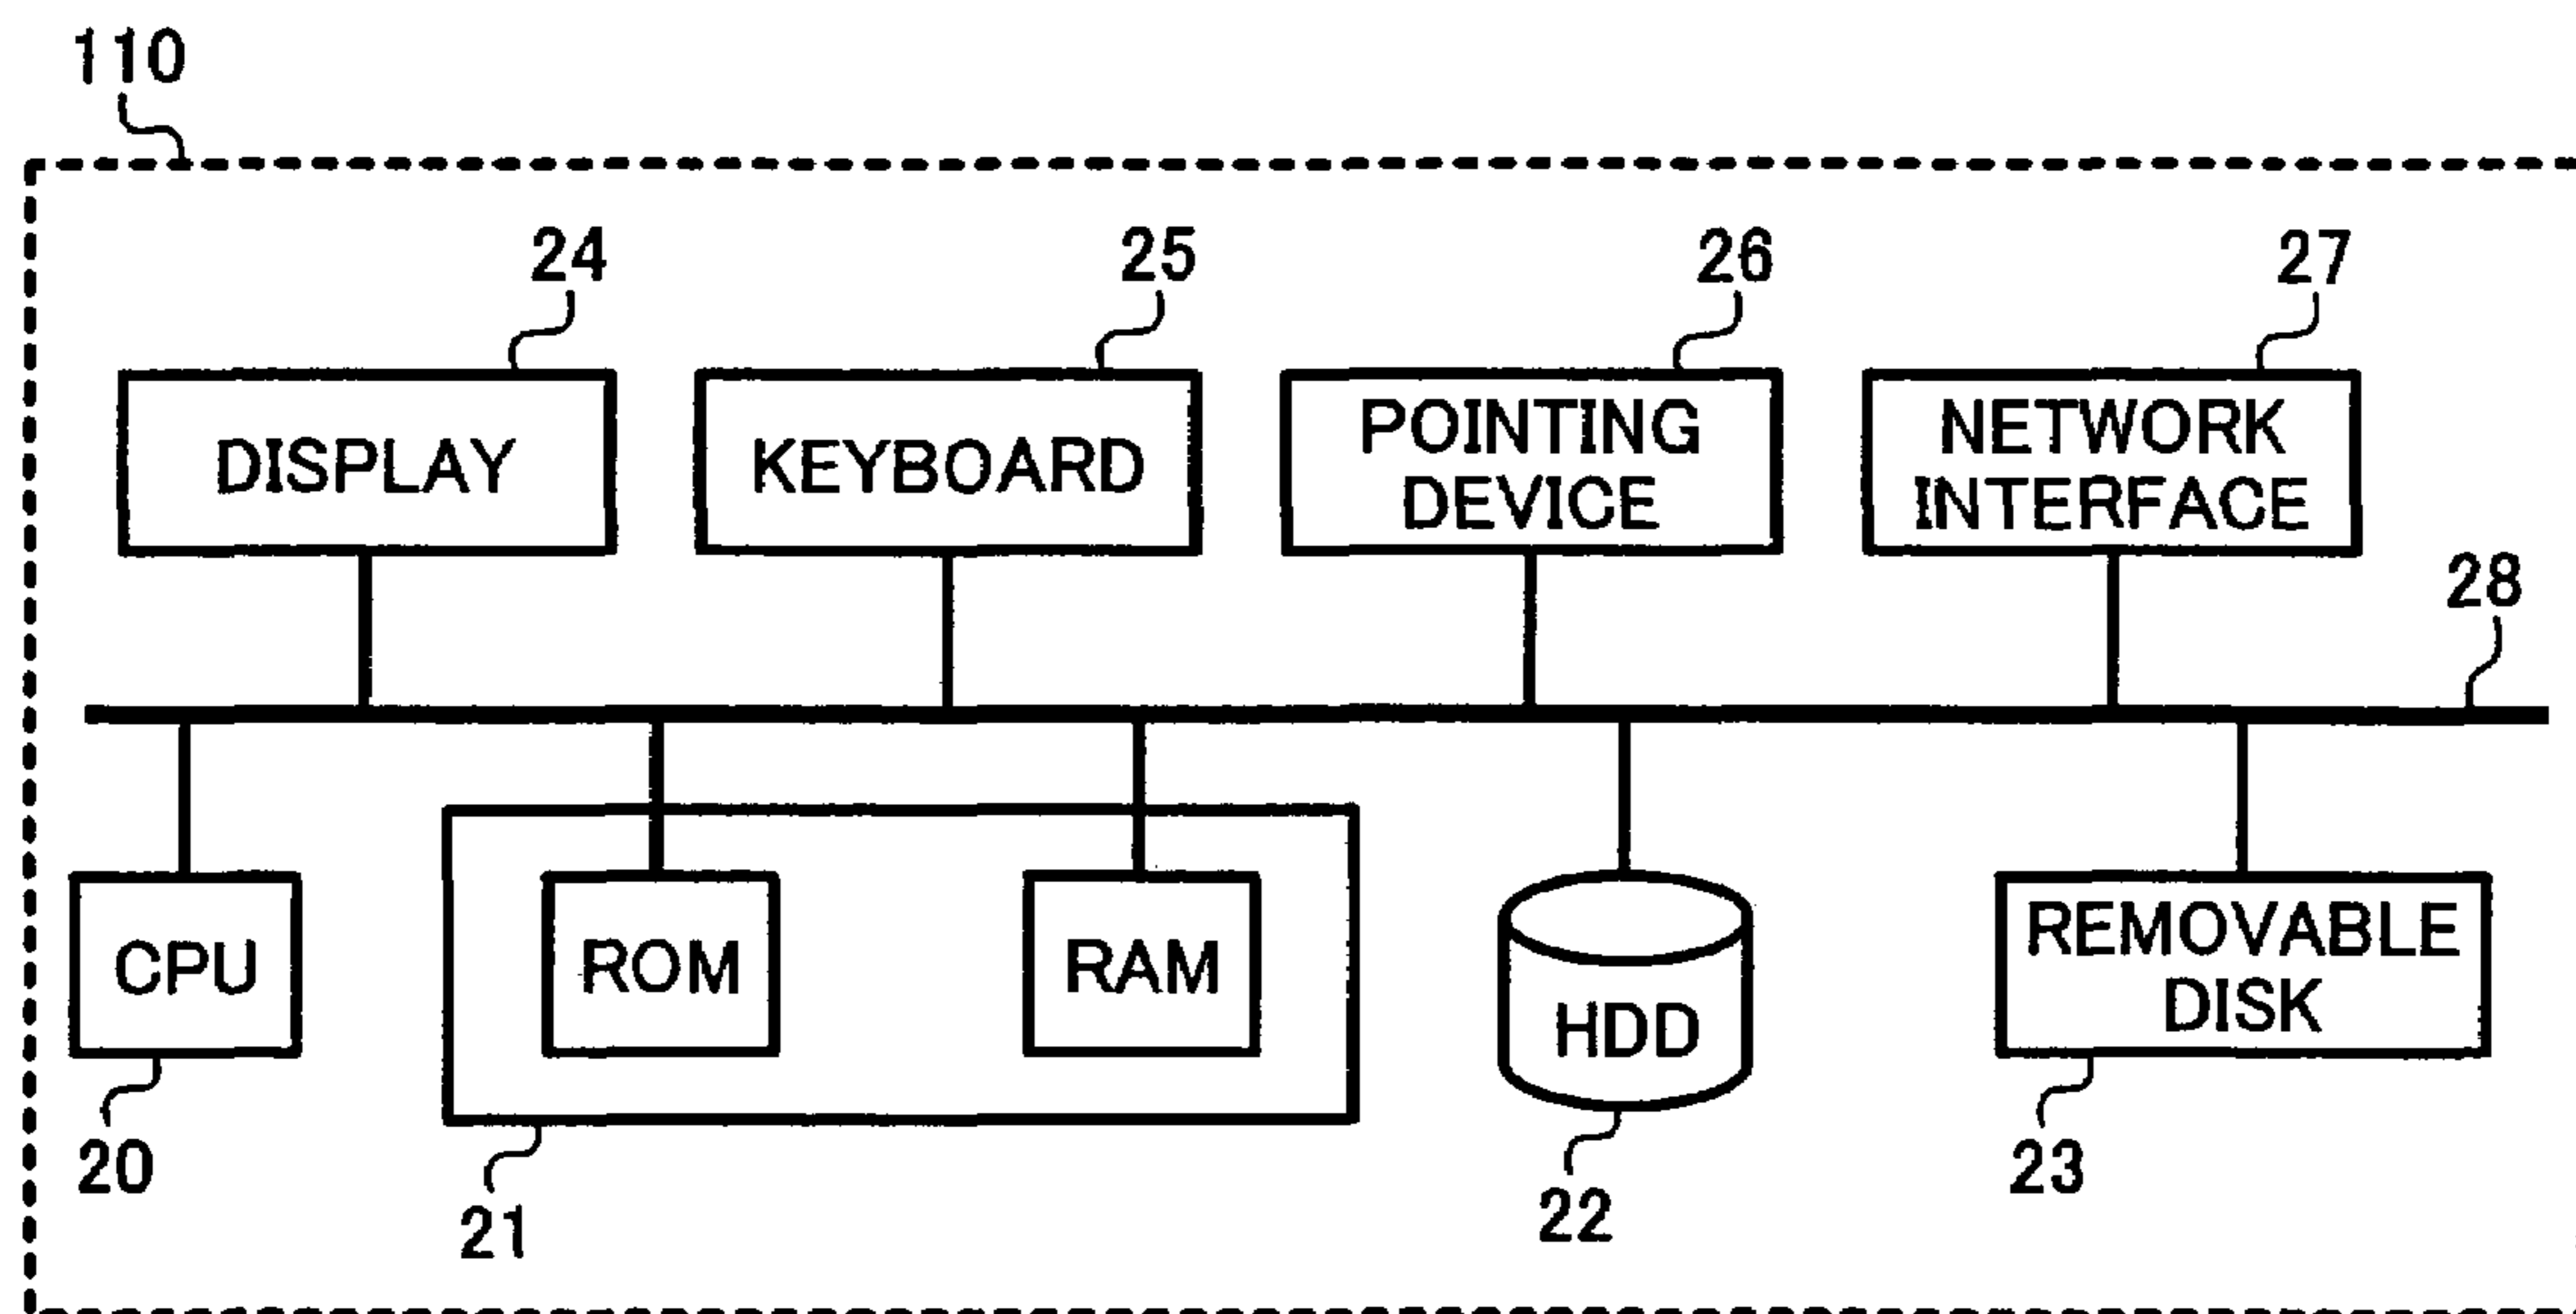 110
24
25
26
27
DISPLAY
KEYBOARD
POINTING
DEVICE
NETWORK
INTERFACE
28
CPU
ROM
RAM
HDD
REMOVABLE
DISK
20
21
22
23